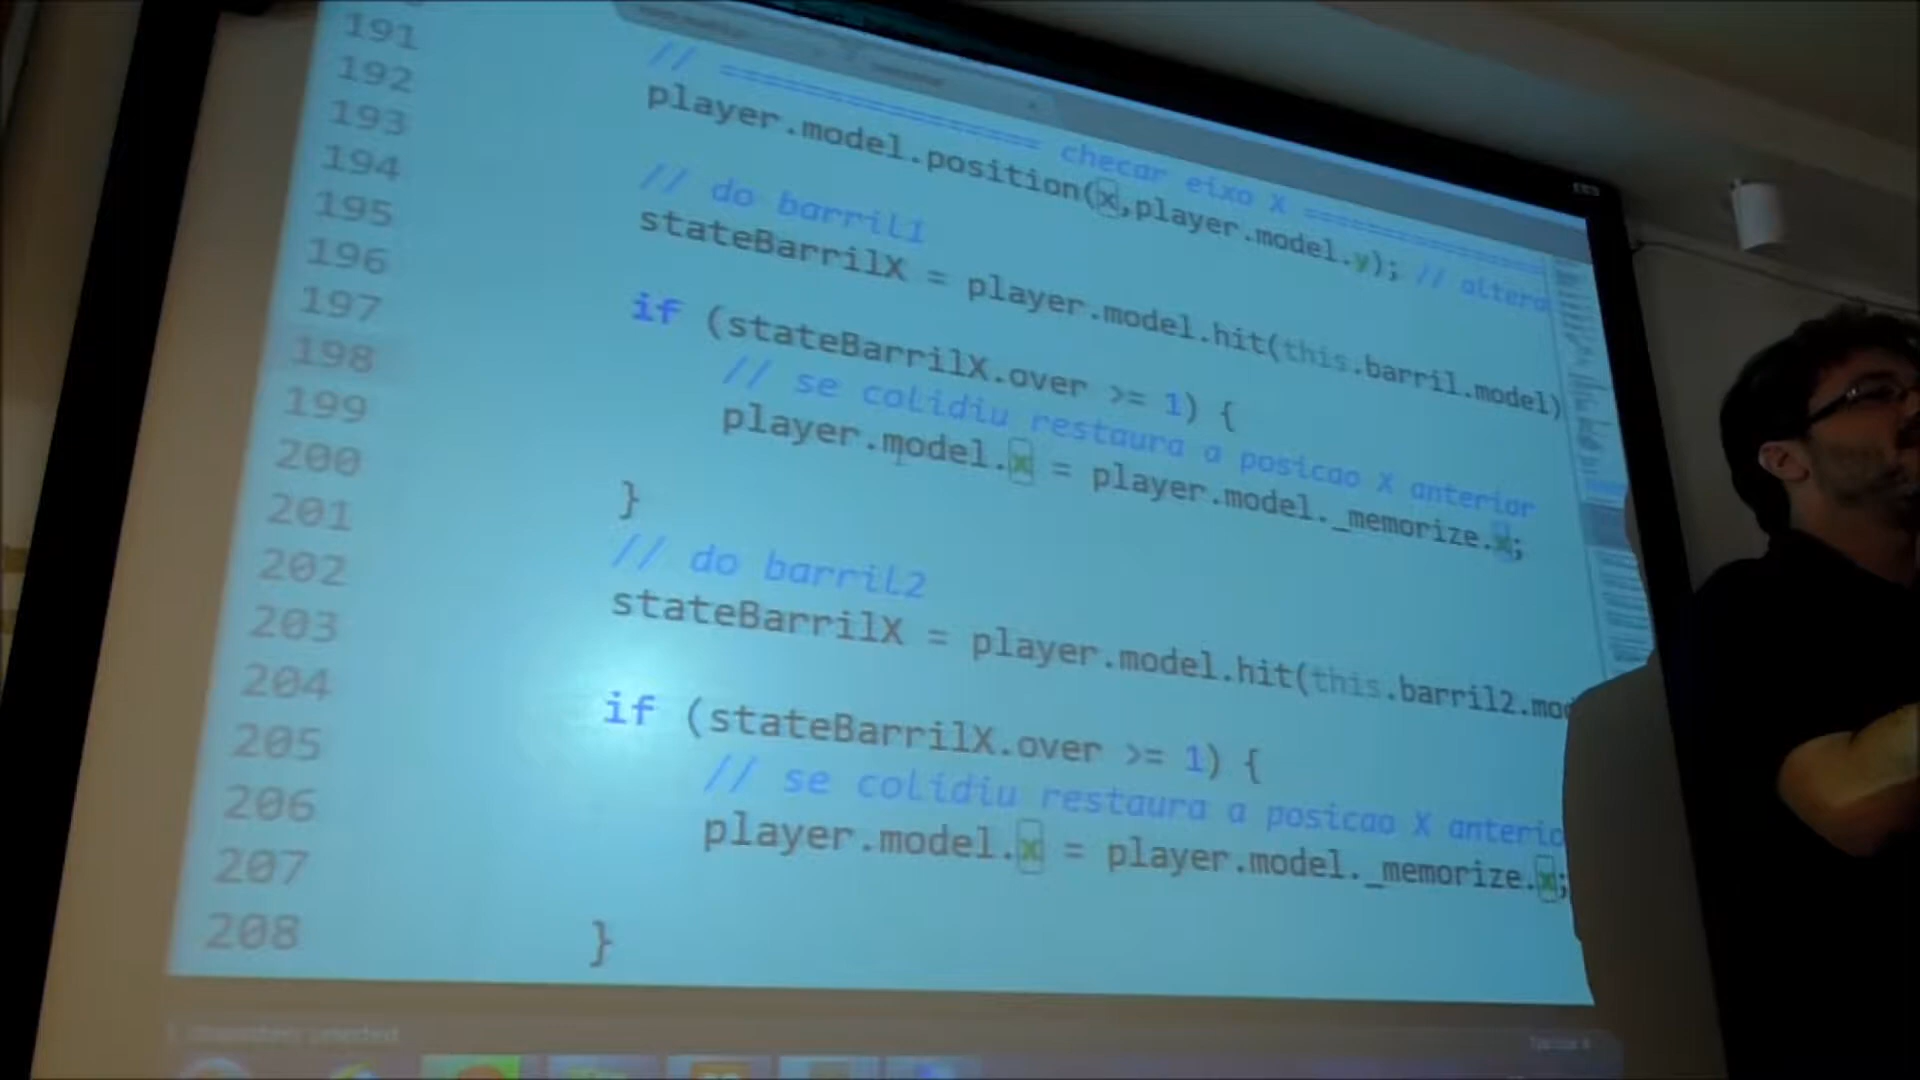 191
192
193
194
195
196
197
198
199
200
201
202
203
204
205
206
207
208
// ================ checar eixo X ================
player.model.position(x,player.model.y); // altera
// do barril1
stateBarrilX = player.model.hit(this.barril.model)
if (stateBarrilX.over >= 1) {
// se colidiu restaura a posicao X anterior
player.model.x = player.model._memorize.x;
}
// do barril2
stateBarrilX = player.model.hit(this.barril2.mod
if (stateBarrilX.over >= 1) {
// se colidiu restaura a posicao X anterio
player.model.x = player.model._memorize.x;
}